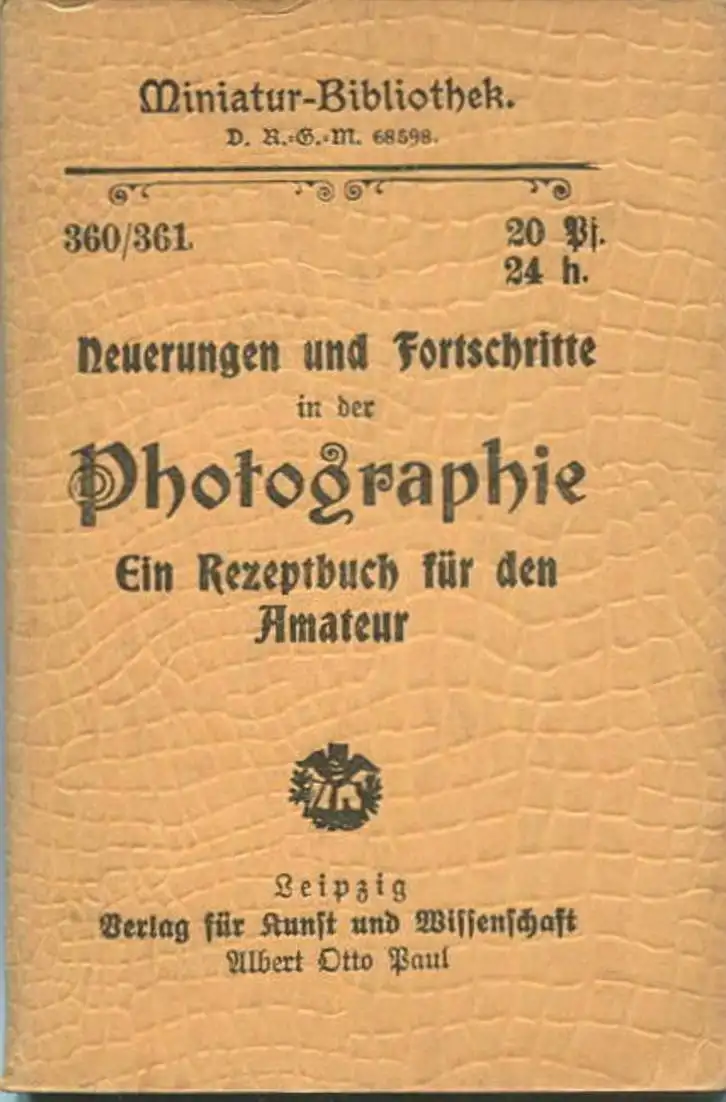 Miniatur-Bibliothek.
D. R.=G.=M. 68598.
360/361.
20 Pf.
24 h.
Neuerungen und Fortschritte
in der
Photographie
Ein Rezeptbuch für den
Amateur
Leipzig
Verlag für Kunst und Wissenschaft
Albert Otto Paul